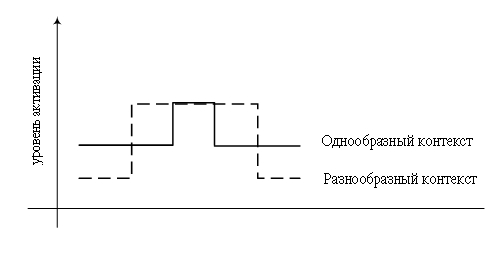 уровень активации
Однообразный контекст
Разнообразный контекст